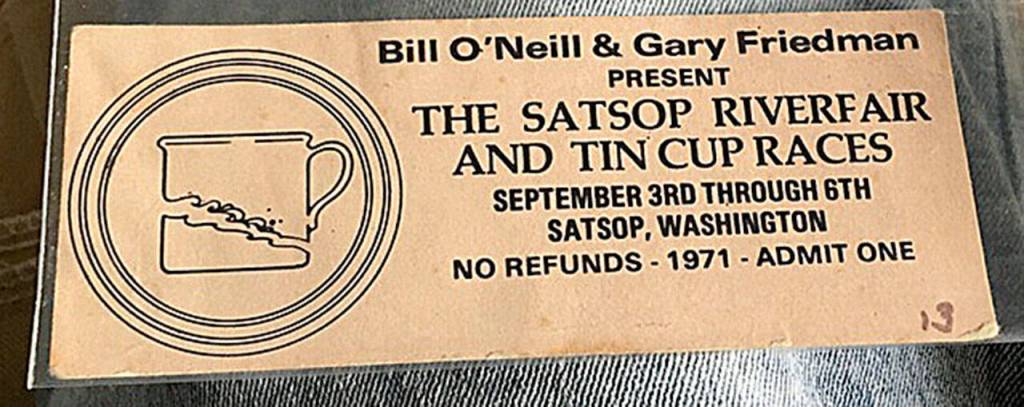 Bill O'Neill & Gary Friedman
PRESENT
THE SATSOP RIVERFAIR
AND TIN CUP RACES
SEPTEMBER 3RD THROUGH 6TH
SATSOP, WASHINGTON
NO REFUNDS - 1971 - ADMIT ONE
13